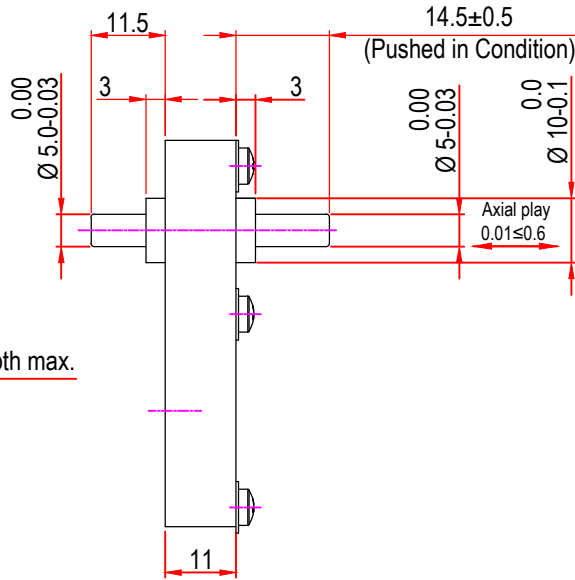 11.5
14.5±0.5
(Pushed in Condition)
3
3
0.00
Ø 5.0-0.03
0.00
Ø 5-0.03
0.0
Ø 10-0.1
Axial play
0.01≤0.6
max.
11